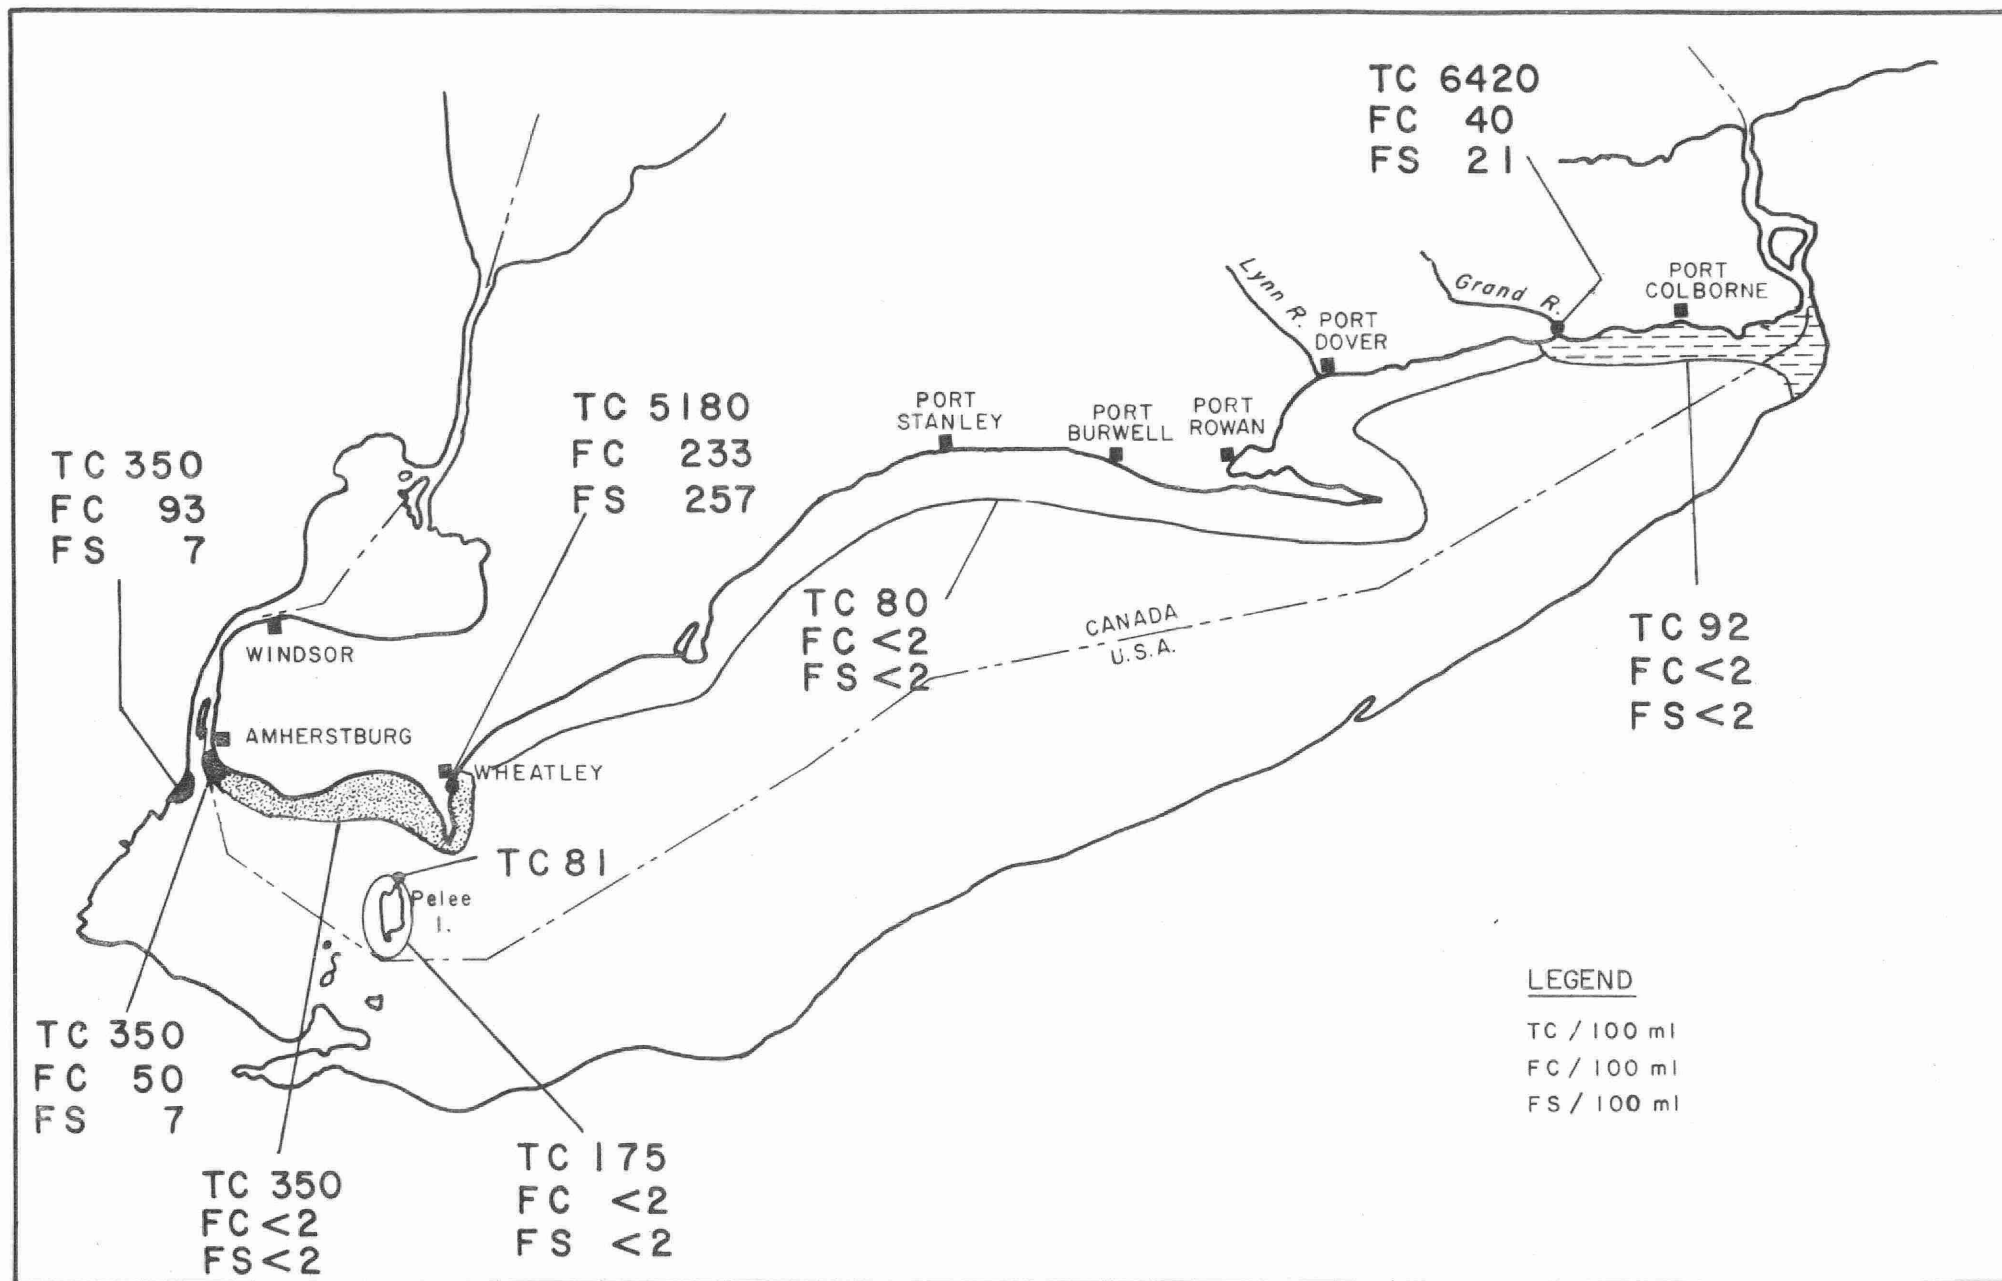 TC 6420
FC 40
FS 21
PORT
COLBORNE
Grand R.
Lynn R.
PORT
DOVER
PORT
STANLEY
PORT
BURWELL
PORT
ROWAN
TC 5180
FC 233
FS 257
TC 350
FC 93
FS 7
WINDSOR
AMHERSTBURG
WHEATLEY
TC 80
FC <2
FS <2
CANADA
U.S.A.
TC 92
FC <2
FS <2
TC 81
Pelee
I.
TC 350
FC 50
FS 7
TC 350
FC <2
FS <2
TC 175
FC <2
FS <2
LEGEND
TC / 100 ml
FC / 100 ml
FS / 100 ml